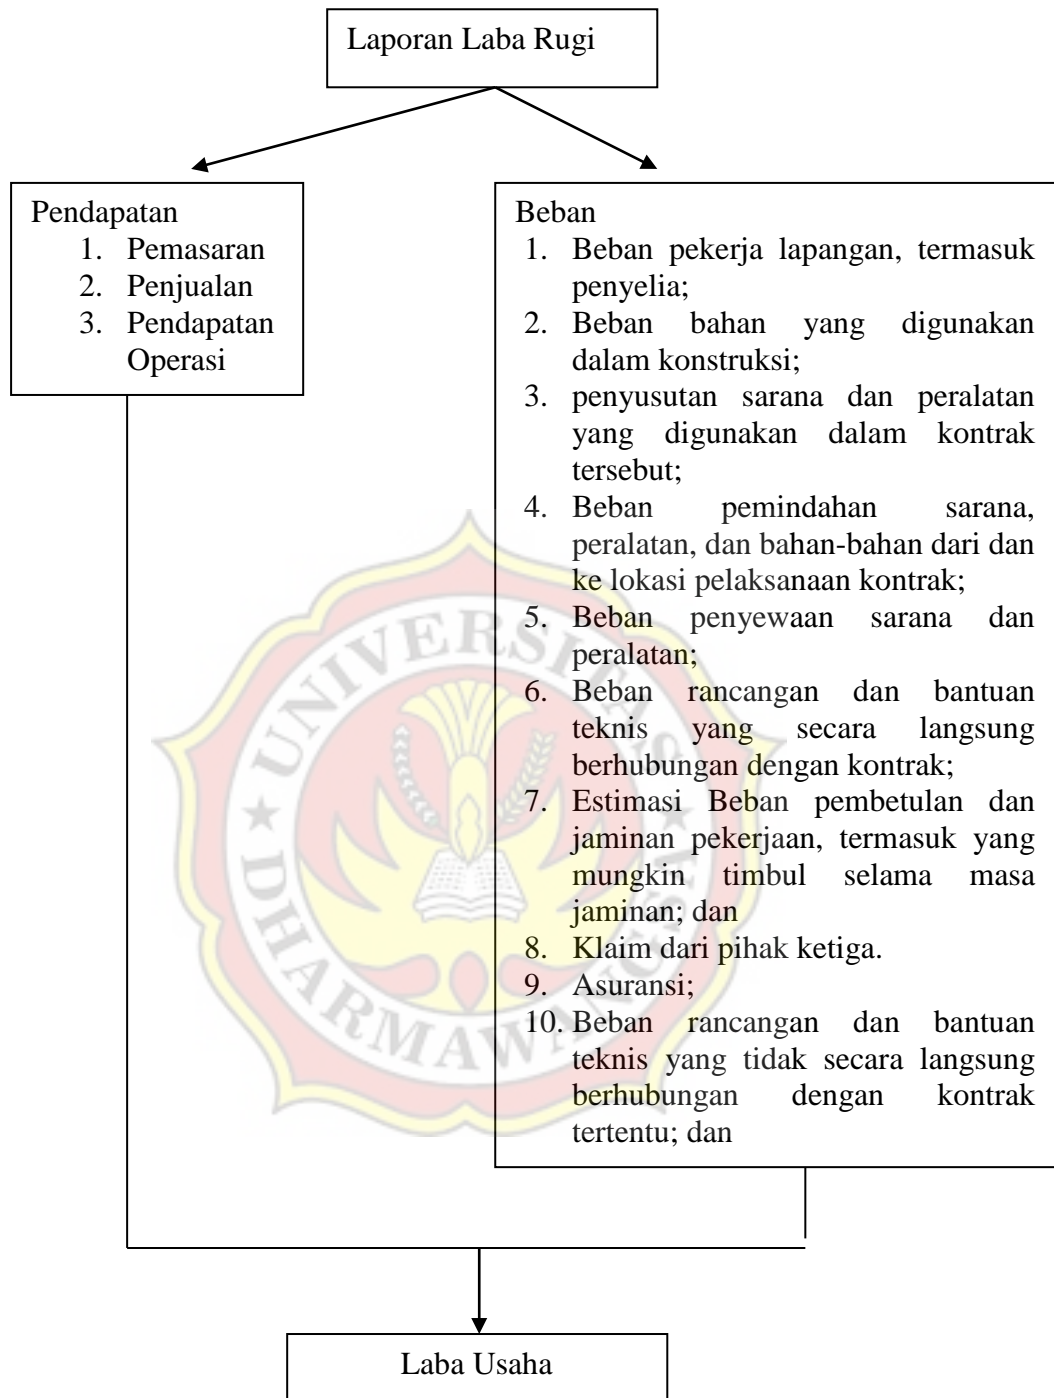 Laporan Laba Rugi
Pendapatan
1. Pemasaran
2. Penjualan
3. Pendapatan
Operasi
Beban
1. Beban pekerja lapangan, termasuk
penyelia;
2. Beban bahan yang digunakan
dalam konstruksi;
3. penyusutan sarana dan peralatan
yang digunakan dalam kontrak
tersebut;
4. Beban pemindahan sarana,
peralatan, dan bahan-bahan dari dan
ke lokasi pelaksanaan kontrak;
5. Beban penyewaan sarana dan
peralatan;
6. Beban rancangan dan bantuan
teknis yang secara langsung
berhubungan dengan kontrak;
7. Estimasi Beban pembetulan dan
jaminan pekerjaan, termasuk yang
mungkin timbul selama masa
jaminan; dan
8. Klaim dari pihak ketiga.
9. Asuransi;
10. Beban rancangan dan bantuan
teknis yang tidak secara langsung
berhubungan dengan kontrak
tertentu; dan
UNIVERSITAS
DHARMAWANGSA
Laba Usaha